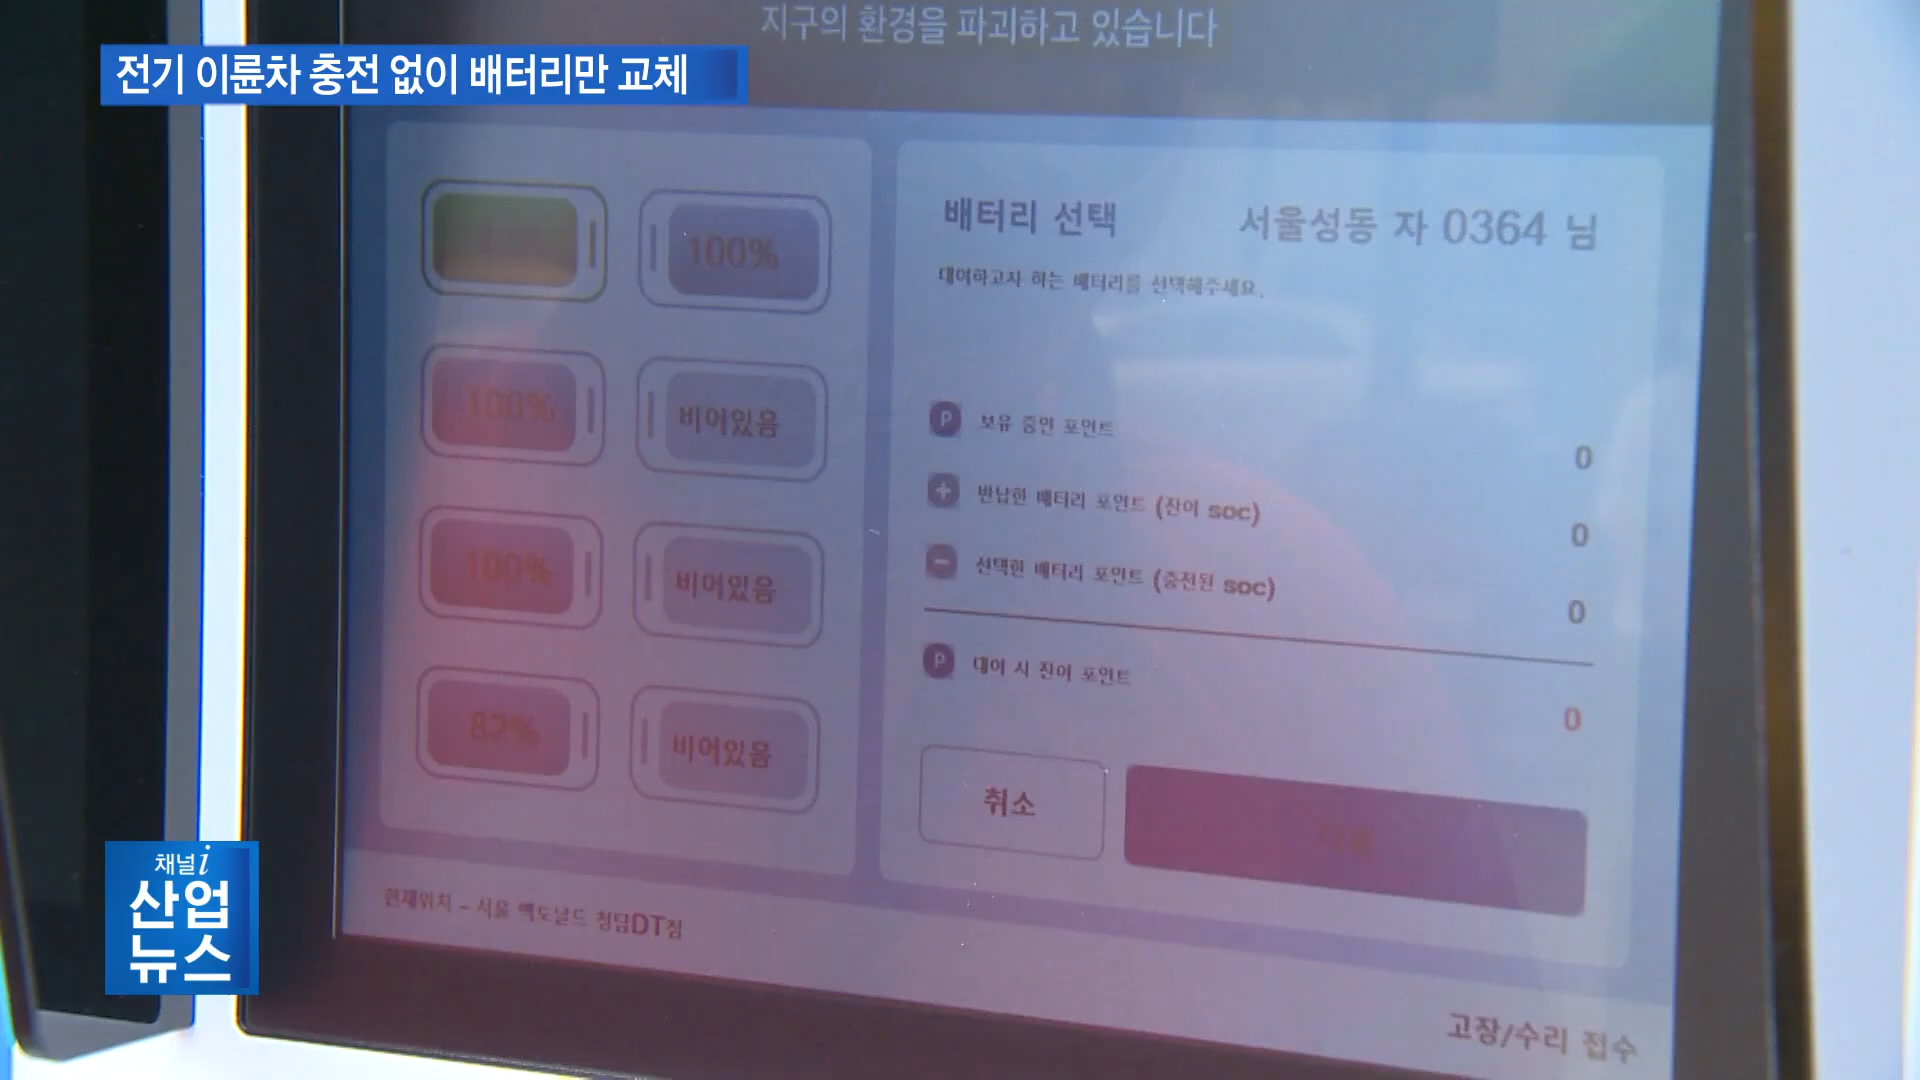 지구의 환경을 파괴하고 있습니다
전기 이륜차 충전 없이 배터리만 교체
100%
100%
비어있음
100%
비어있음
82%
비어있음
배터리 선택
서울성동 자 0364 님
대여하고자 하는 배터리를 선택해주세요.
P 보유 중인 포인트
0
+ 반납한 배터리 포인트 (잔여 soc)
0
- 선택한 배터리 포인트 (충전된 soc)
0
P 대여 시 잔여 포인트
0
취소
현재위치 - 서울 맥도날드 청담DT점
고장/수리 접수
채널i
산업
뉴스